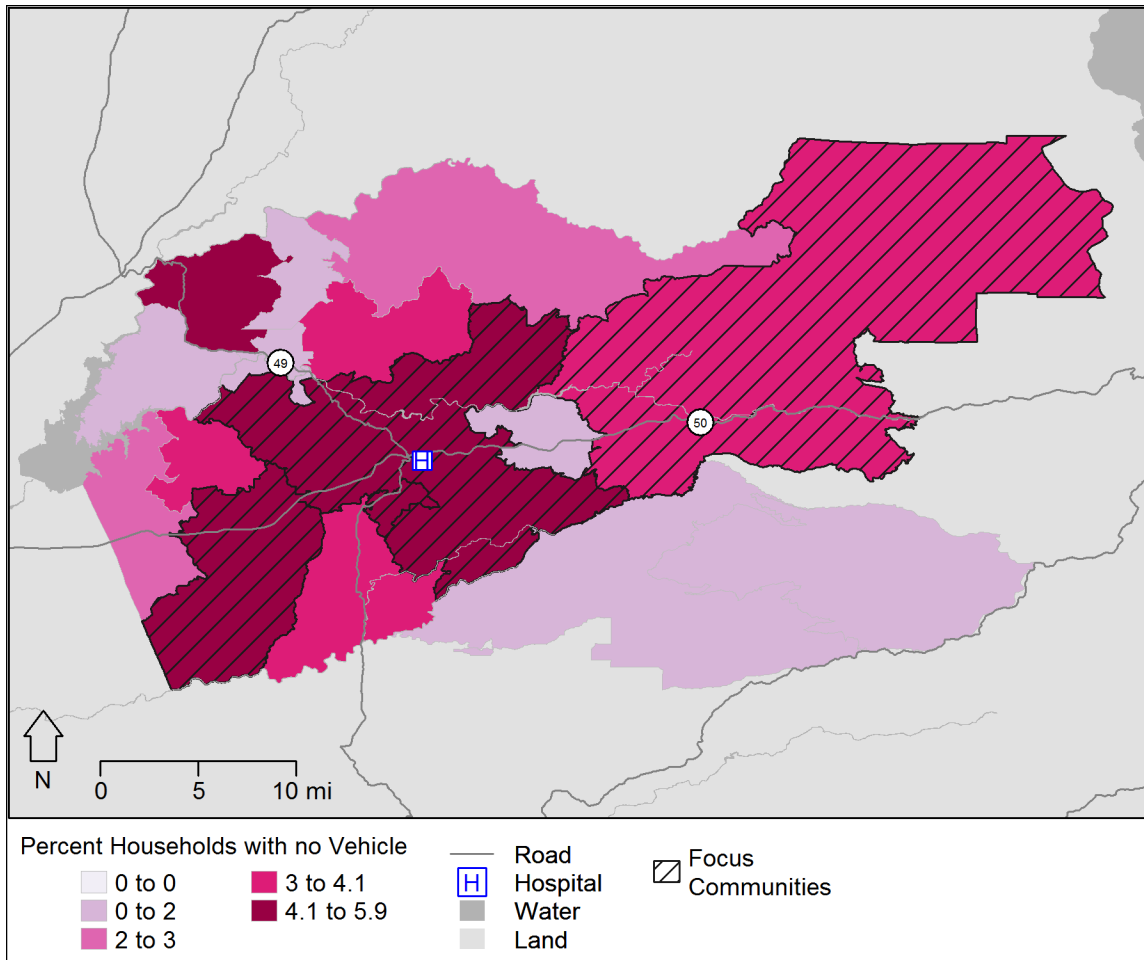 49
50
H
N
0 5 10 mi
Percent Households with no Vehicle
0 to 0
0 to 2
2 to 3
3 to 4.1
4.1 to 5.9
Road
H Hospital
Water
Land
Focus
Communities